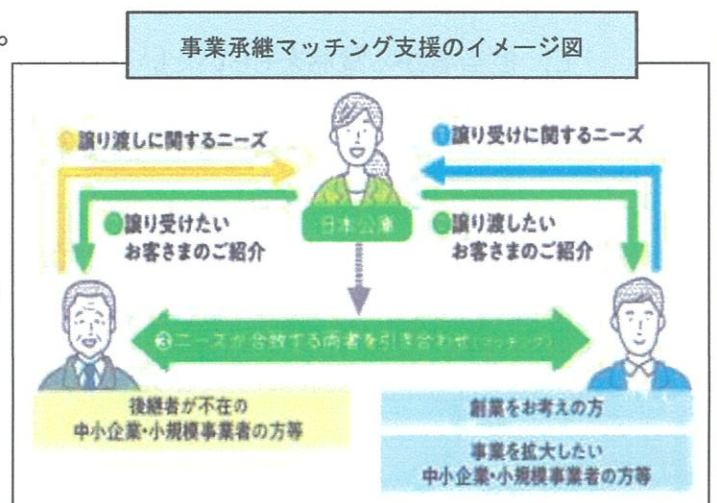 。
事業承継マッチング支援のイメージ図
譲り渡しに関するニーズ
①譲り受けに関するニーズ
日本公庫
譲り受けたい
お客さまのご紹介
譲り渡したい
お客さまのご紹介
③ニーズが合致する両者を引き合わせ(マッチング)
後継者が不在の
中小企業・小規模事業者の方等
創業をお考えの方
事業を拡大したい
中小企業・小規模事業者の方等